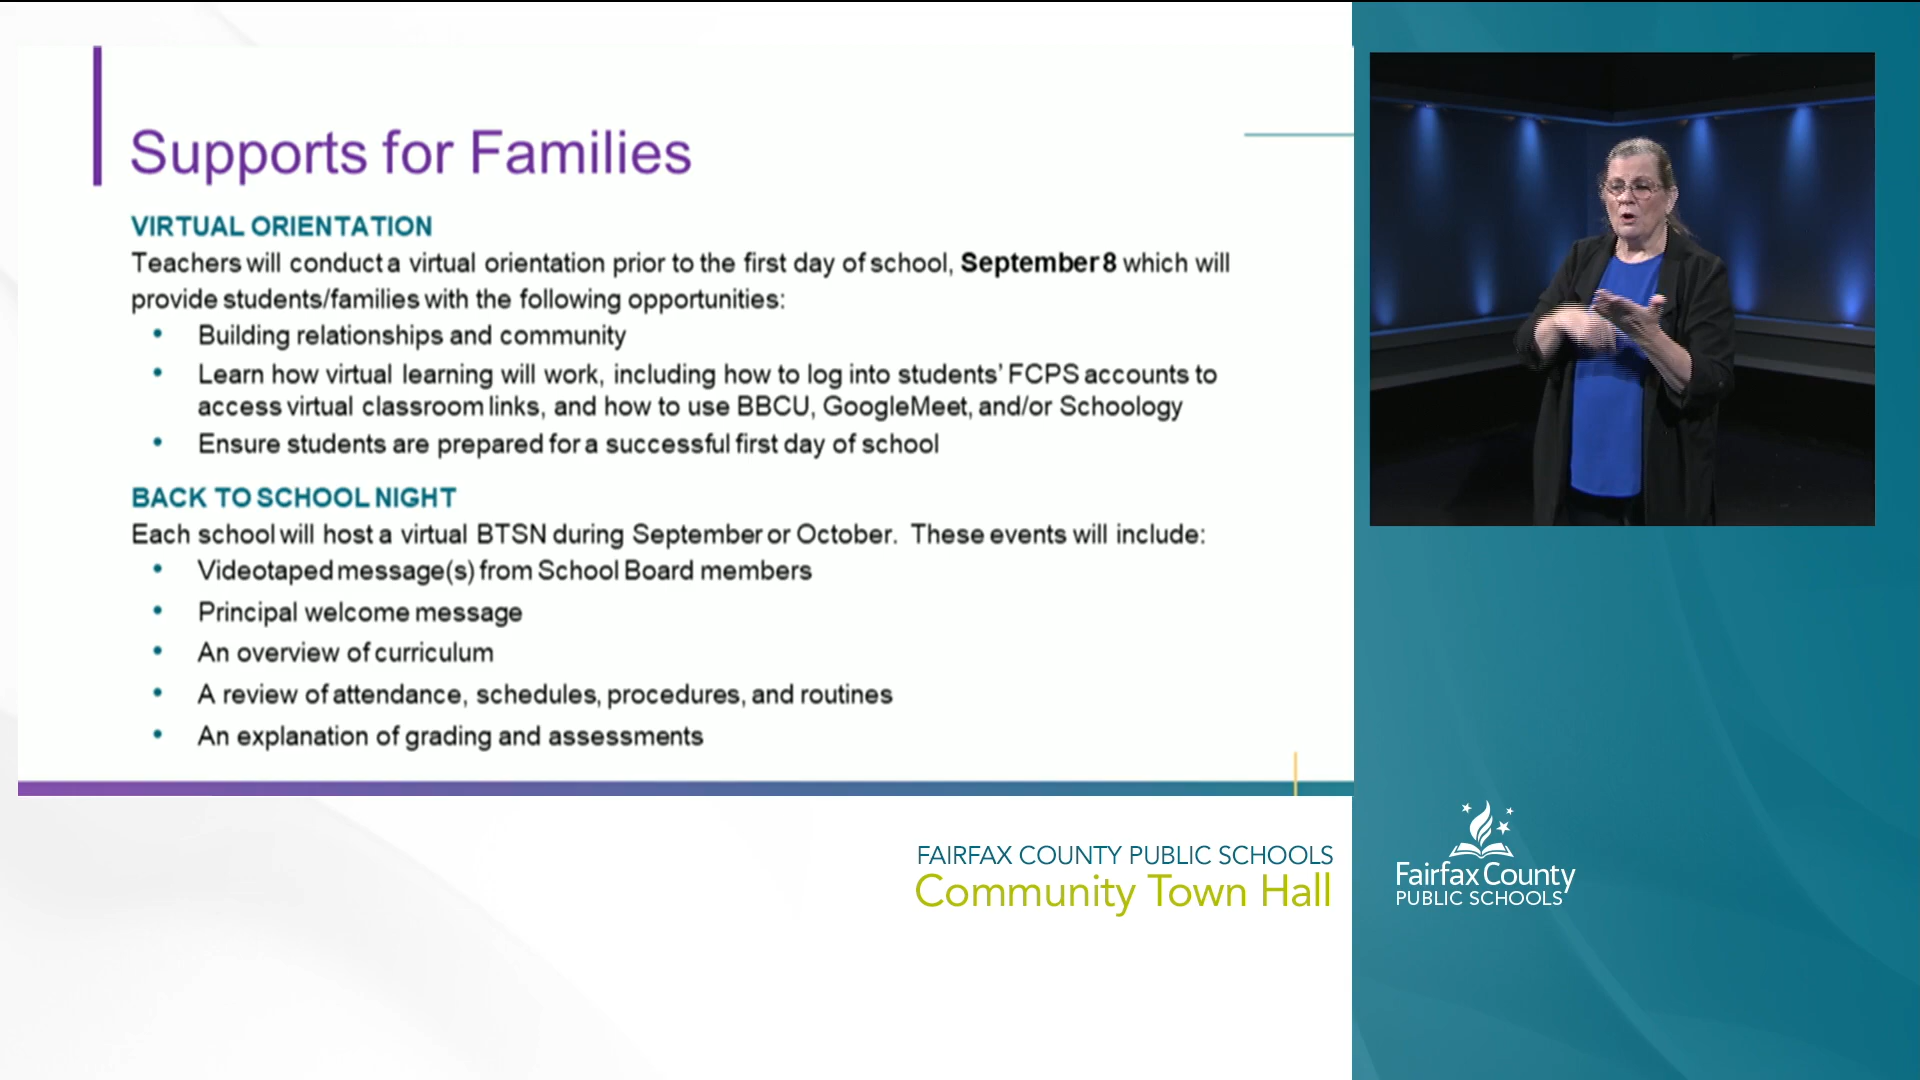 Supports for Families
VIRTUAL ORIENTATION
Teachers will conduct a virtual orientation prior to the first day of school, September 8 which will
provide students/families with the following opportunities:
• Building relationships and community
• Learn how virtual learning will work, including how to log into students' FCPS accounts to
access virtual classroom links, and how to use BBCU, GoogleMeet, and/or Schoology
• Ensure students are prepared for a successful first day of school
BACK TO SCHOOL NIGHT
Each school will host a virtual BTSN during September or October. These events will include:
• Videotaped message(s) from School Board members
• Principal welcome message
• An overview of curriculum
• A review of attendance, schedules, procedures, and routines
• An explanation of grading and assessments
FAIRFAX COUNTY PUBLIC SCHOOLS
Community Town Hall
Fairfax County
PUBLIC SCHOOLS